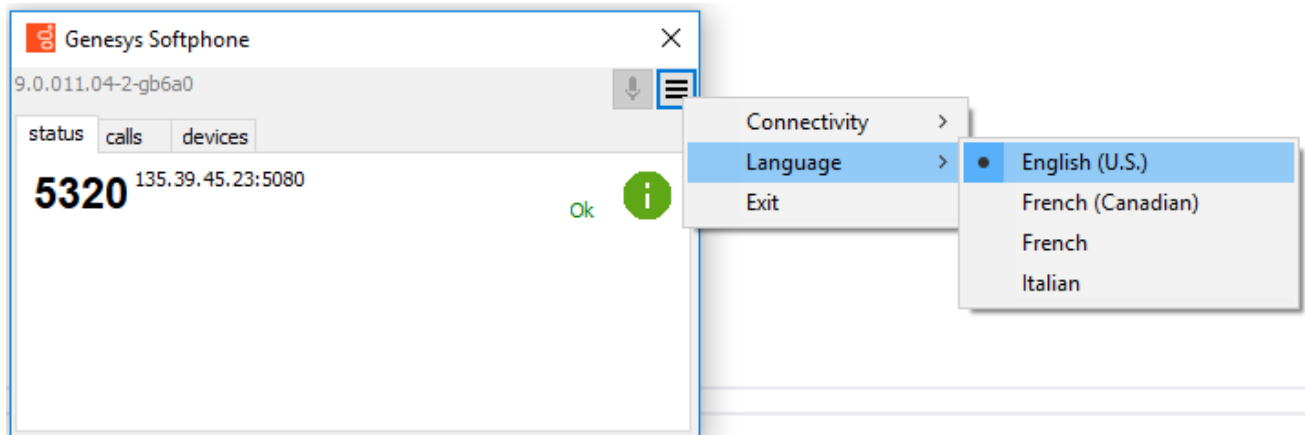 Genesys Softphone
9.0.011.04-2-gb6a0
status calls devices
5320 135.39.45.23:5080
Ok
Connectivity
Language
Exit
English (U.S.)
French (Canadian)
French
Italian